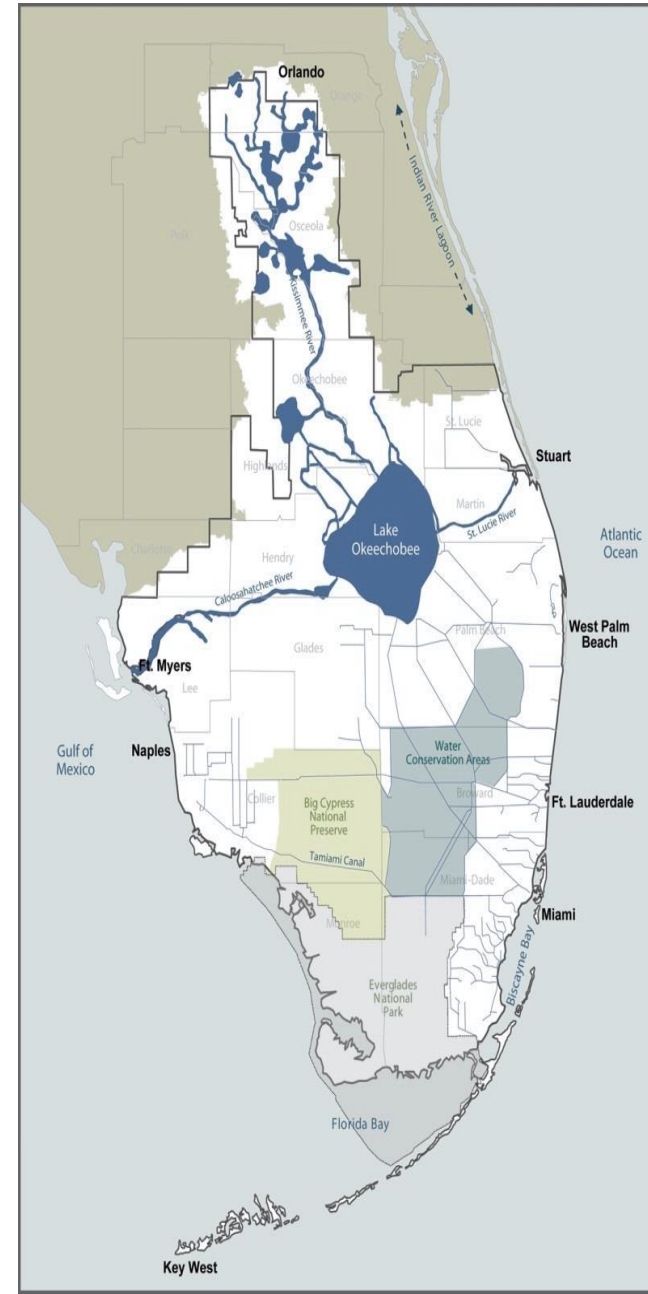 Orlando
Orange
Indian River Lagoon
Polk
Osceola
Kissimmee River
Okeechobee
St. Lucie
Highlands
Stuart
Martin
St. Lucie River
Lake
Okeechobee
Atlantic
Ocean
Charlotte
Hendry
Caloosahatchee River
Palm Beach
West Palm
Beach
Glades
Ft. Myers
Lee
Gulf of
Mexico
Naples
Water
Conservation Areas
Collier
Big Cypress
National
Preserve
Broward
Ft. Lauderdale
Tamiami Canal
Miami-Dade
Miami
Monroe
Biscayne Bay
Everglades
National
Park
Florida Bay
Key West